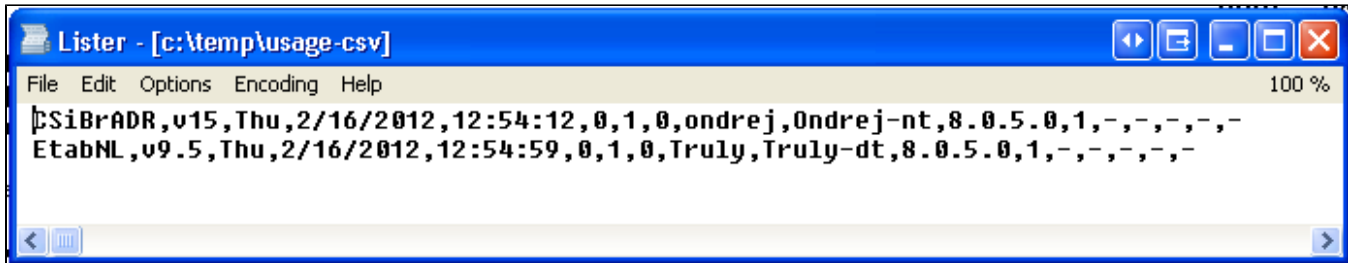 Lister - [c:\temp\usage-csv]
File Edit Options Encoding Help 100 %
CSiBrADR,v15,Thu,2/16/2012,12:54:12,0,1,0,ondrej,Ondrej-nt,8.0.5.0,1,-,-,-,-,-
EtabNL,v9.5,Thu,2/16/2012,12:54:59,0,1,0,Truly,Truly-dt,8.0.5.0,1,-,-,-,-,-